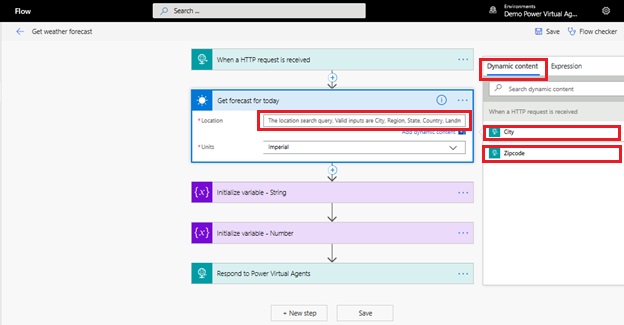 Flow
Search ...
Environments
Demo Power Virtual Agen...
Get weather forecast
Save
Flow checker
When a HTTP request is received
Get forecast for today
* Location
The location search query. Valid inputs are City, Region, State, Country, Landm
Add dynamic content
* Units
Imperial
{x}
Initialize variable - String
{x}
Initialize variable - Number
Respond to Power Virtual Agents
+ New step
Save
Dynamic content
Expression
Search dynamic content
When a HTTP request is received
City
Zipcode